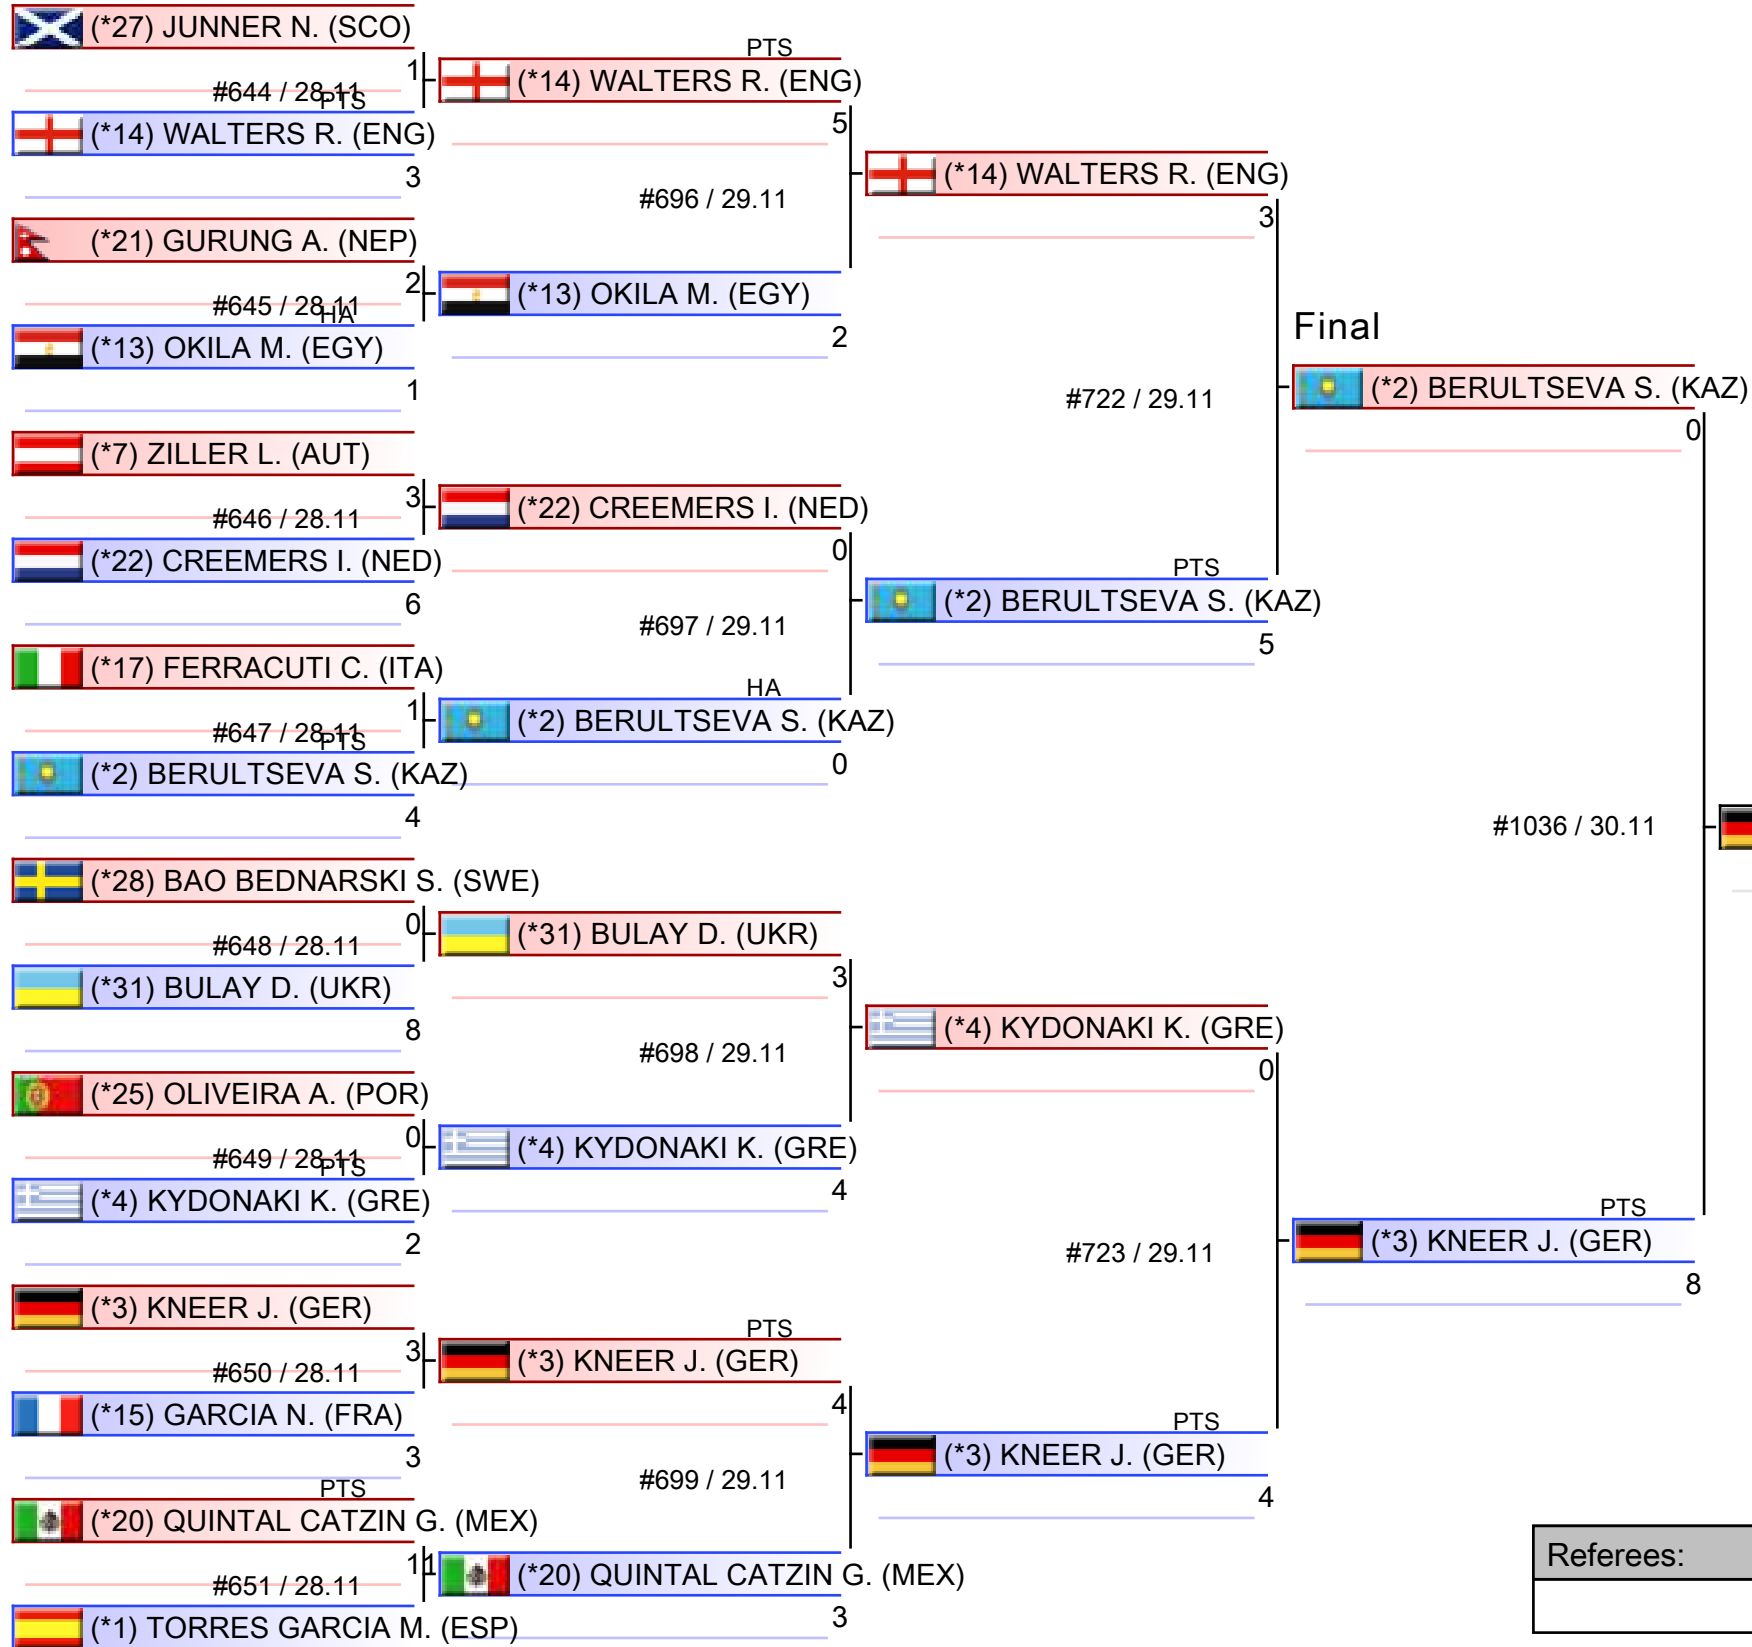 (*27) JUNNER N. (SCO)
1
#644 / 28.11
PTS
(*14) WALTERS R. (ENG)
3
(*21) GURUNG A. (NEP)
2
#645 / 28.11
HA
(*13) OKILA M. (EGY)
1
(*7) ZILLER L. (AUT)
3
#646 / 28.11
(*22) CREEMERS I. (NED)
6
(*17) FERRACUTI C. (ITA)
1
#647 / 28.11
PTS
(*2) BERULTSEVA S. (KAZ)
4
(*28) BAO BEDNARSKI S. (SWE)
0
#648 / 28.11
(*31) BULAY D. (UKR)
8
(*25) OLIVEIRA A. (POR)
0
#649 / 28.11
PTS
(*4) KYDONAKI K. (GRE)
2
(*3) KNEER J. (GER)
3
#650 / 28.11
(*15) GARCIA N. (FRA)
3
PTS
(*20) QUINTAL CATZIN G. (MEX)
11
#651 / 28.11
(*1) TORRES GARCIA M. (ESP)
PTS
(*14) WALTERS R. (ENG)
5
#696 / 29.11
(*13) OKILA M. (EGY)
2
(*22) CREEMERS I. (NED)
0
#697 / 29.11
HA
(*2) BERULTSEVA S. (KAZ)
0
(*31) BULAY D. (UKR)
3
#698 / 29.11
(*4) KYDONAKI K. (GRE)
4
PTS
(*3) KNEER J. (GER)
4
#699 / 29.11
(*20) QUINTAL CATZIN G. (MEX)
3
(*14) WALTERS R. (ENG)
3
#722 / 29.11
PTS
(*2) BERULTSEVA S. (KAZ)
5
(*4) KYDONAKI K. (GRE)
0
#723 / 29.11
PTS
(*3) KNEER J. (GER)
4
Final
(*2) BERULTSEVA S. (KAZ)
0
#1036 / 30.11
PTS
(*3) KNEER J. (GER)
8
Referees: